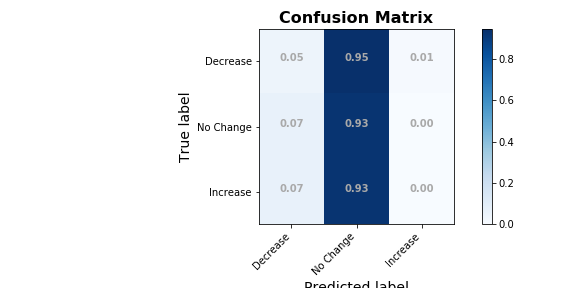 Confusion Matrix
True label
Decrease
0.05 0.95 0.01
No Change
0.07 0.93 0.00
Increase
0.07 0.93 0.00
0.8
0.6
0.4
0.2
0.0
Decrease
No Change
Increase
Predicted label